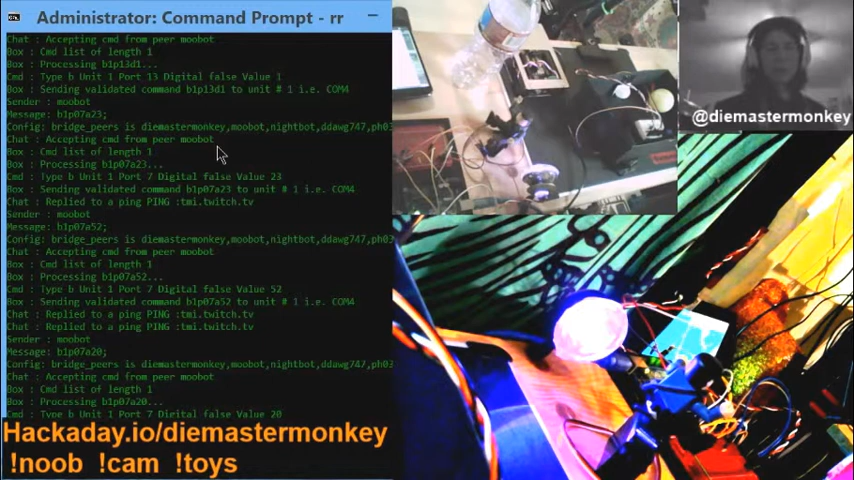 Administrator: Command Prompt - rr
Chat : Accepting cmd from peer moobot
Box : Cmd list of length 1
Box : Processing b1p13d1...
Cmd : Type b Unit 1 Port 13 Digital false Value 1
Box : Sending validated command b1p13d1 to unit # 1 i.e. COM4
Sender : moobot
Message: b1p07a23;
Config: bridge_peers is diemastermonkey,moobot,nightbot,ddawg747,ph03
Chat : Accepting cmd from peer moobot
Box : Cmd list of length 1
Box : Processing b1p07a23...
Cmd : Type b Unit 1 Port 7 Digital false Value 23
Box : Sending validated command b1p07a23 to unit # 1 i.e. COM4
Chat : Replied to a ping PING :tmi.twitch.tv
Sender : moobot
Message: b1p07a52;
Config: bridge_peers is diemastermonkey,moobot,nightbot,ddawg747,ph03
Chat : Accepting cmd from peer moobot
Box : Cmd list of length 1
Box : Processing b1p07a52...
Cmd : Type b Unit 1 Port 7 Digital false Value 52
Box : Sending validated command b1p07a52 to unit # 1 i.e. COM4
Chat : Replied to a ping PING :tmi.twitch.tv
Chat : Replied to a ping PING :tmi.twitch.tv
Sender : moobot
Message: b1p07a20;
Config: bridge_peers is diemastermonkey,moobot,nightbot,ddawg747,ph03
Chat : Accepting cmd from peer moobot
Box : Cmd list of length 1
Box : Processing b1p07a20...
Cmd : Type b Unit 1 Port 7 Digital false Value 20
Hackaday.io/diemastermonkey
!noob !cam !toys
@diemastermonkey